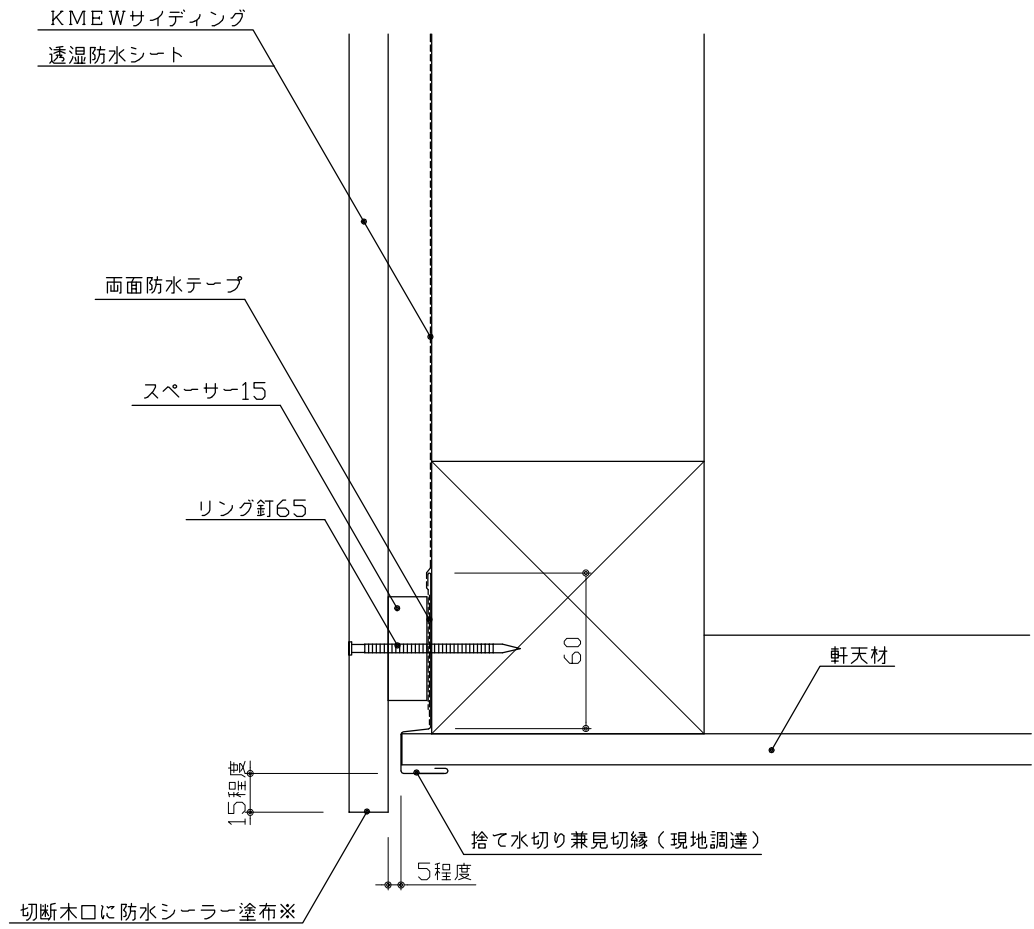 KMEWサイディング
透湿防水シート
両面防水テープ
スペーサー15
リング釘65
60
軒天材
15程度
捨て水切り兼見切縁(現地調達)
5程度
切断木口に防水シーラー塗布※